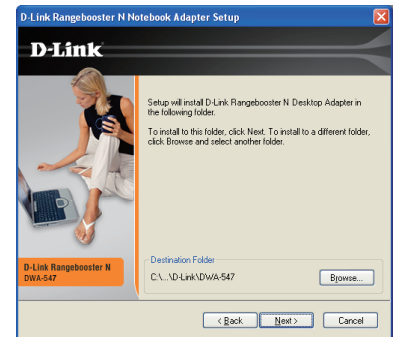 D-Link Rangebooster N Notebook Adapter Setup
D-Link
Setup will install D-Link Rangebooster N Desktop Adapter in
the following folder.
To install to this folder, click Next. To install to a different folder,
click Browse and select another folder.
D-Link Rangebooster N
DWA-547
Destination Folder
C:\...\D-Link\DWA-547
Browse...
< Back
Next >
Cancel